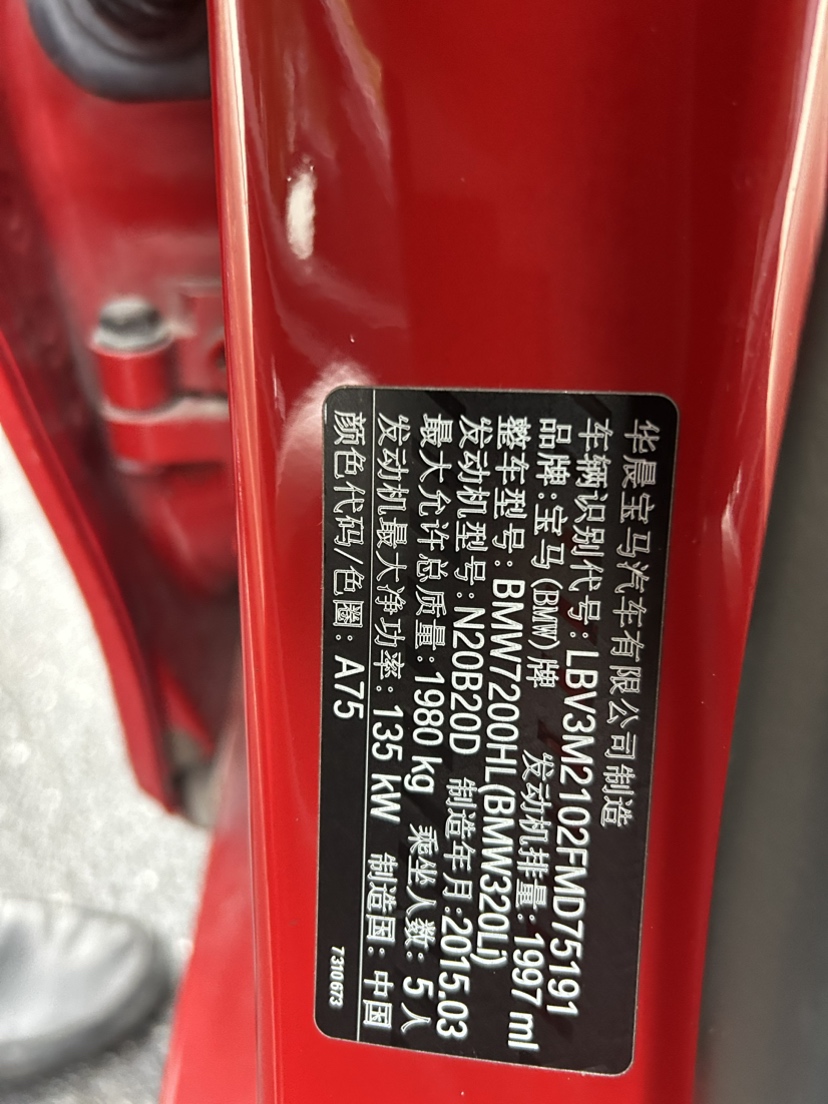 华晨宝马汽车有限公司制造
车辆识别代号:LBV3M2102FMD75191
品牌:宝马(BMW)牌 发动机排量:1997 ml
整车型号:BMW7200HL(BMW320Li)
发动机型号:N20B20D 制造年月:2015.03
最大允许总质量:1980 kg 乘坐人数:5人
发动机最大净功率:135 kW 制造国:中国
颜色代码/色圈:A75
7310673